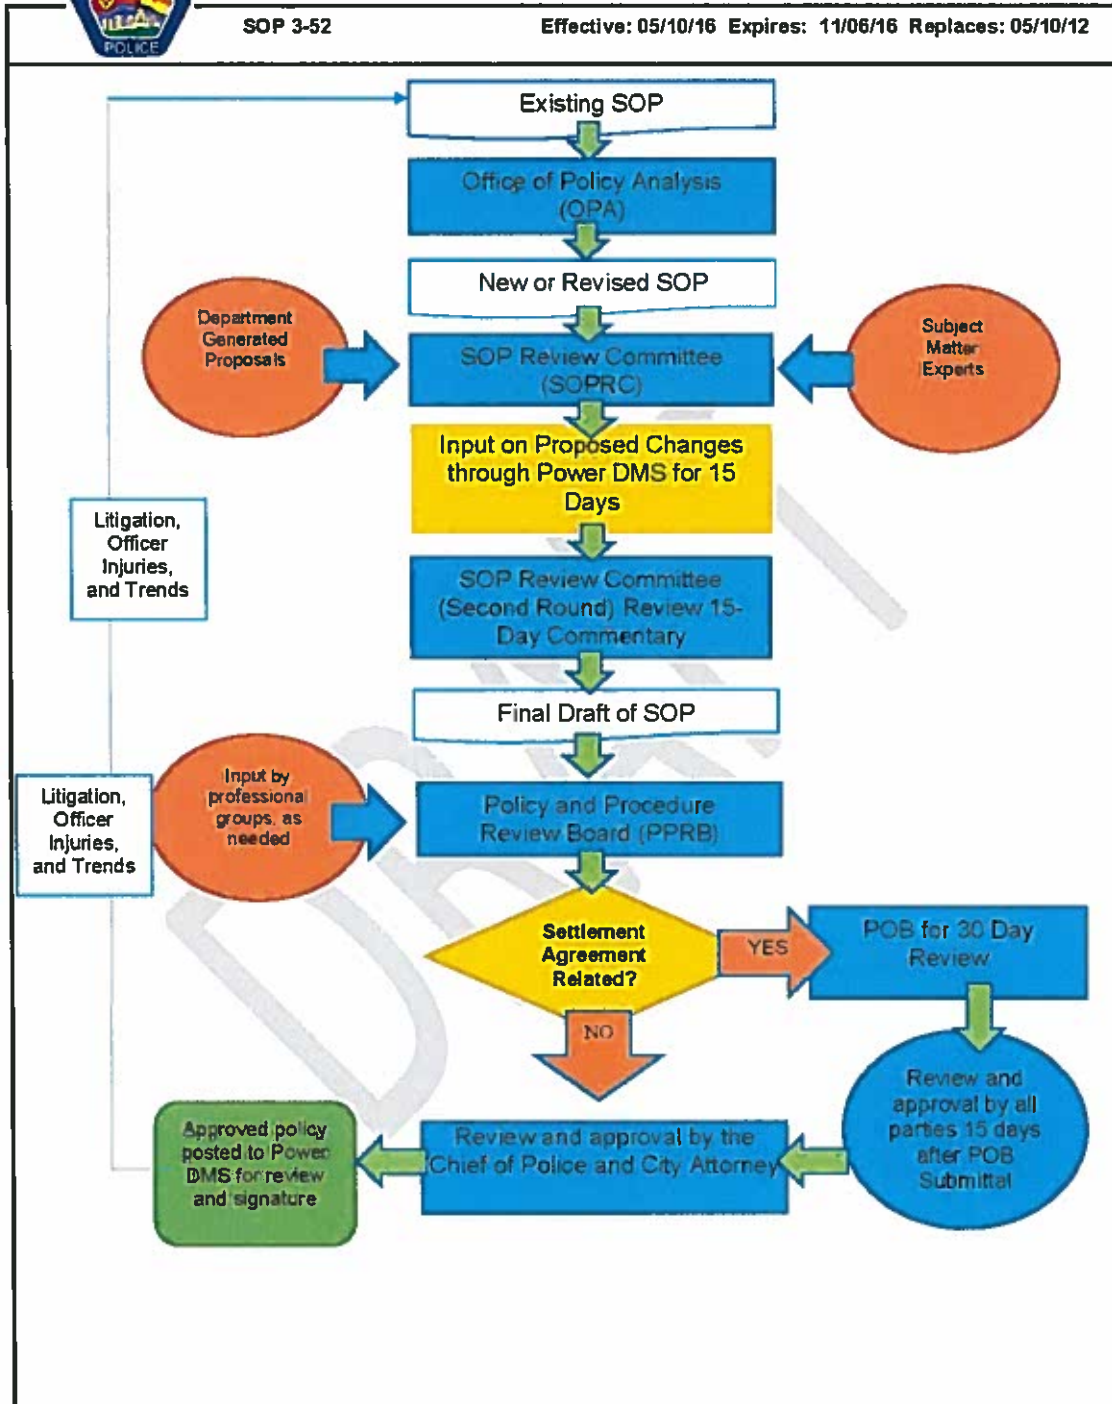 POLICE
SOP 3-52
Effective: 05/10/16 Expires: 11/06/16 Replaces: 05/10/12
Existing SOP
Office of Policy Analysis
(OPA)
New or Revised SOP
Department
Generated
Proposals
SOP Review Committee
(SOPRC)
Subject
Matter
Experts
Input on Proposed Changes
through Power DMS for 15
Days
Litigation,
Officer
Injuries,
and Trends
SOP Review Committee
(Second Round) Review 15-
Day Commentary
Final Draft of SOP
Litigation,
Officer
Injuries,
and Trends
Input by
professional
groups, as
needed
Policy and Procedure
Review Board (PPRB)
Settlement
Agreement
Related?
YES
POB for 30 Day
Review
NO
Review and
approval by all
parties 15 days
after POB
Submittal
Review and approval by the
Chief of Police and City Attorney
Approved policy
posted to Power
DMS for review
and signature
DRAFT